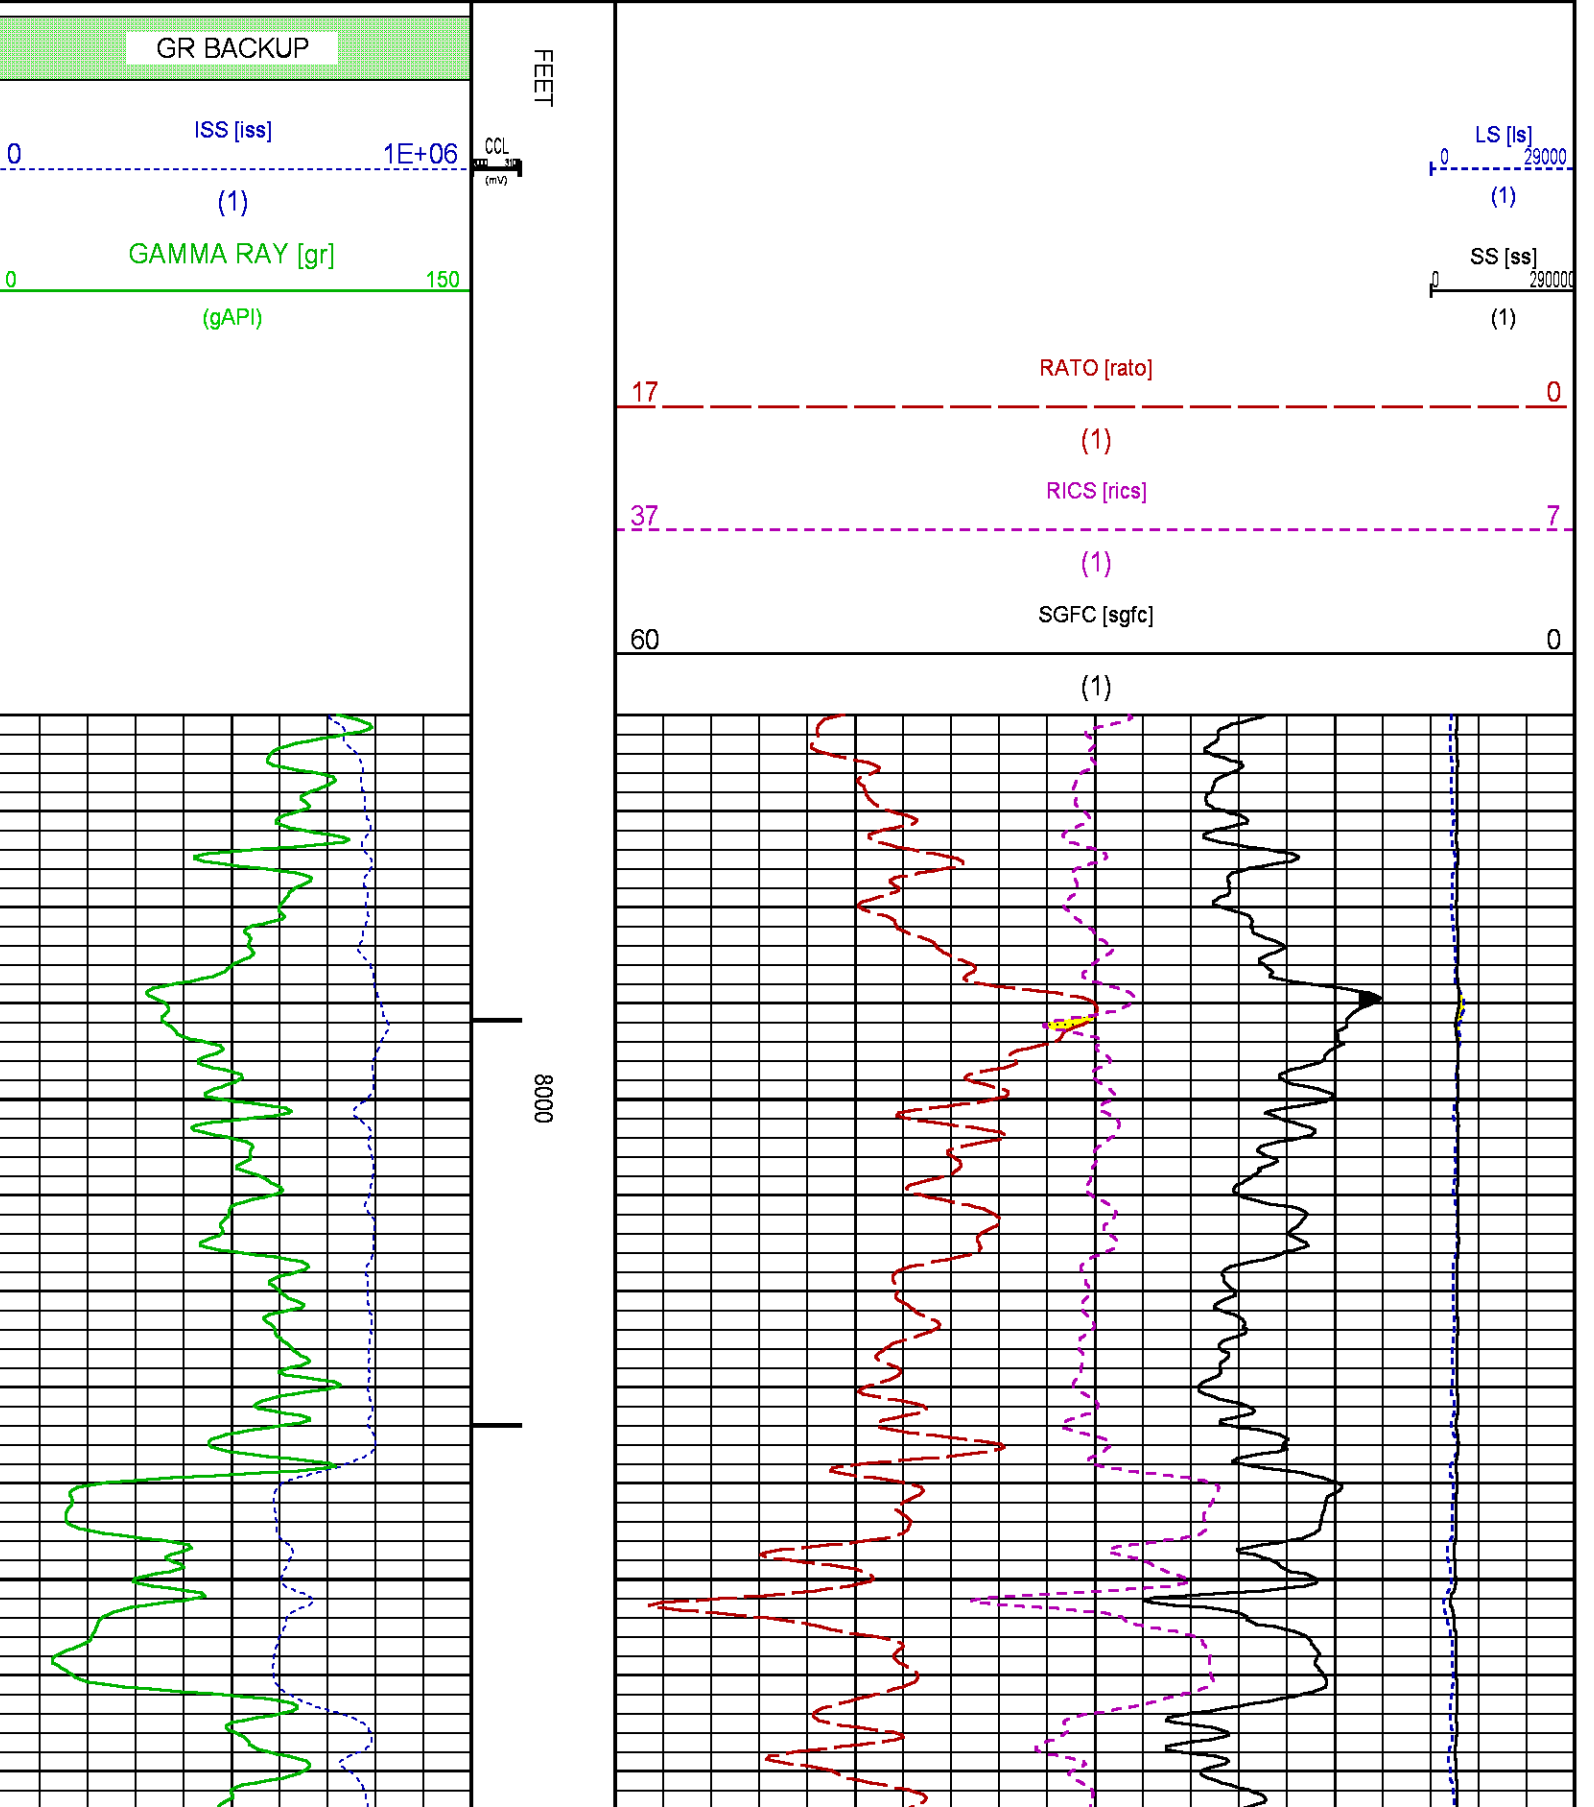 GR BACKUP
ISS [iss]
0 1E+06
(1)
GAMMA RAY [gr]
0 150
(gAPI)
CCL
(mV)
FEET
LS [ls]
0 29000
(1)
SS [ss]
0 290000
(1)
RATO [rato]
17 0
(1)
RICS [rics]
37 7
(1)
SGFC [sgfc]
60 0
(1)
8000